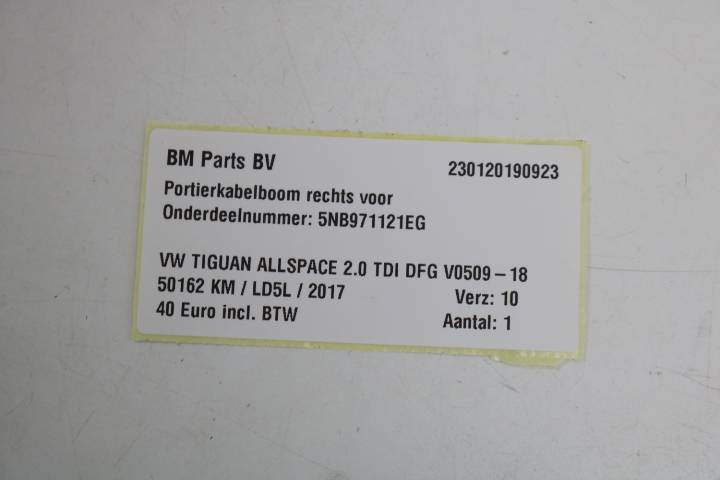 BM Parts BV 230120190923
Portierkabelboom rechts voor
Onderdeelnummer: 5NB971121EG
VW TIGUAN ALLSPACE 2.0 TDI DFG V0509-18
50162 KM / LD5L / 2017 Verz: 10
40 Euro incl. BTW Aantal: 1